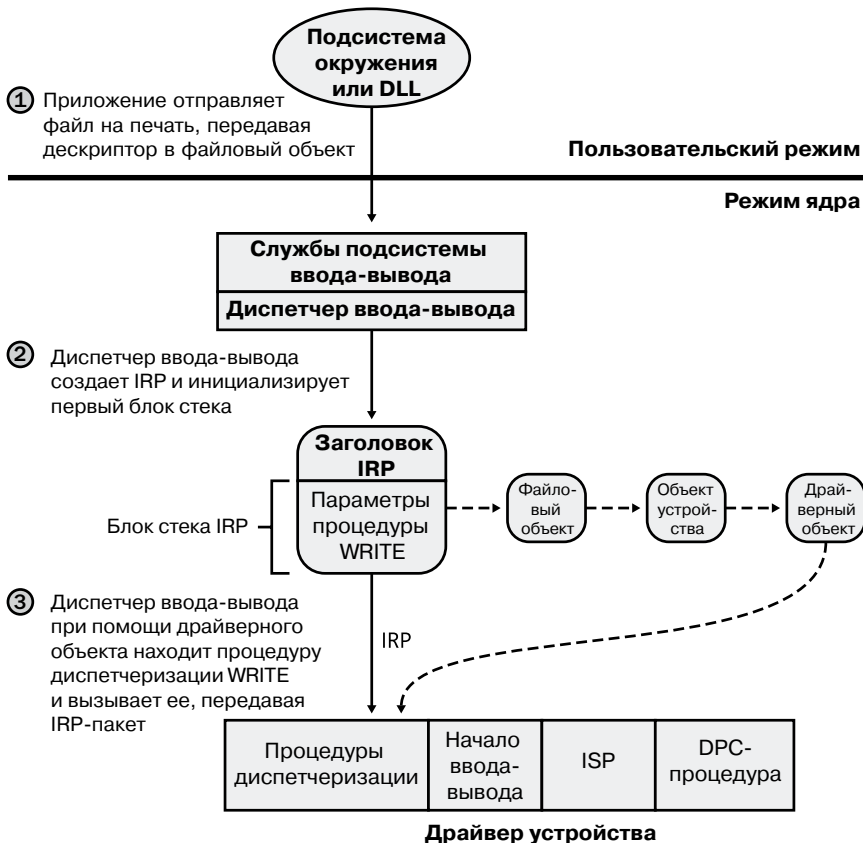 Подсистема
окружения
или DLL
1 Приложение отправляет
файл на печать, передавая
дескриптор в файловый объект
Пользовательский режим
Режим ядра
Службы подсистемы
ввода-вывода
Диспетчер ввода-вывода
2 Диспетчер ввода-вывода
создает IRP и инициализирует
первый блок стека
Заголовок
IRP
Параметры
процедуры
WRITE
Блок стека IRP
Файло-
вый
объект
Объект
устрой-
ства
Драй-
верный
объект
3 Диспетчер ввода-вывода
при помощи драйверного
объекта находит процедуру
диспетчеризации WRITE
и вызывает ее, передавая
IRP-пакет
IRP
Процедуры
диспетчеризации
Начало
ввода-
вывода
ISP
DPC-
процедура
Драйвер устройства